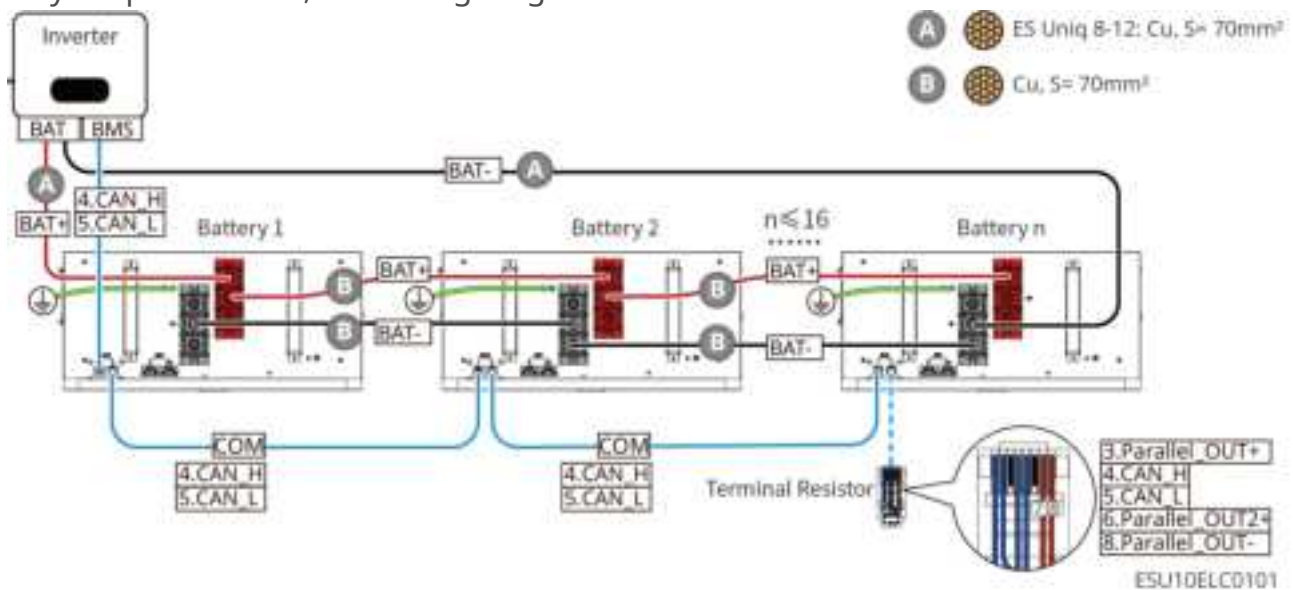 Inverter
A ES Uniq 8-12: Cu, S= 70mm²
B Cu, S= 70mm²
BAT BMS
BAT- A
A
4.CAN_H
BAT+ 5.CAN_L
Battery 1
Battery 2
n≤16
......
Battery n
B BAT+
B BAT+
B BAT-
B BAT-
COM
4.CAN_H
5.CAN_L
COM
4.CAN_H
5.CAN_L
Terminal Resistor
3.Parallel_OUT+
4.CAN_H
5.CAN_L
6.Parallel_OUT2+
8.Parallel_OUT-
ESU10ELC0101